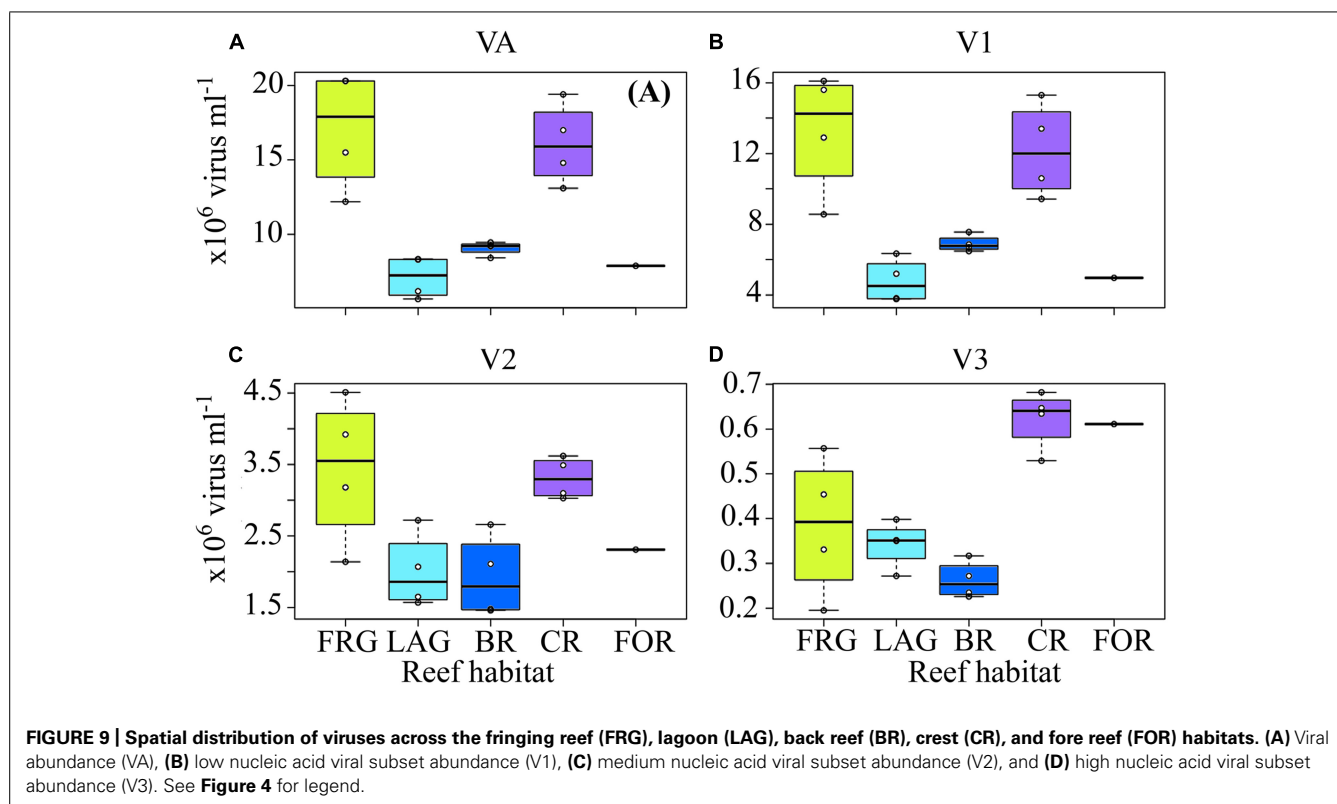 A
VA
B
V1
(A)
x10⁶ virus ml⁻¹
20
15
10
16
12
8
4
C
V2
D
V3
x10⁶ virus ml⁻¹
4.5
3.5
2.5
1.5
0.7
0.6
0.5
0.4
0.3
0.2
FRG LAG BR CR FOR
FRG LAG BR CR FOR
Reef habitat
Reef habitat
FIGURE 9 | Spatial distribution of viruses across the fringing reef (FRG), lagoon (LAG), back reef (BR), crest (CR), and fore reef (FOR) habitats. (A) Viral
abundance (VA), (B) low nucleic acid viral subset abundance (V1), (C) medium nucleic acid viral subset abundance (V2), and (D) high nucleic acid viral subset
abundance (V3). See Figure 4 for legend.